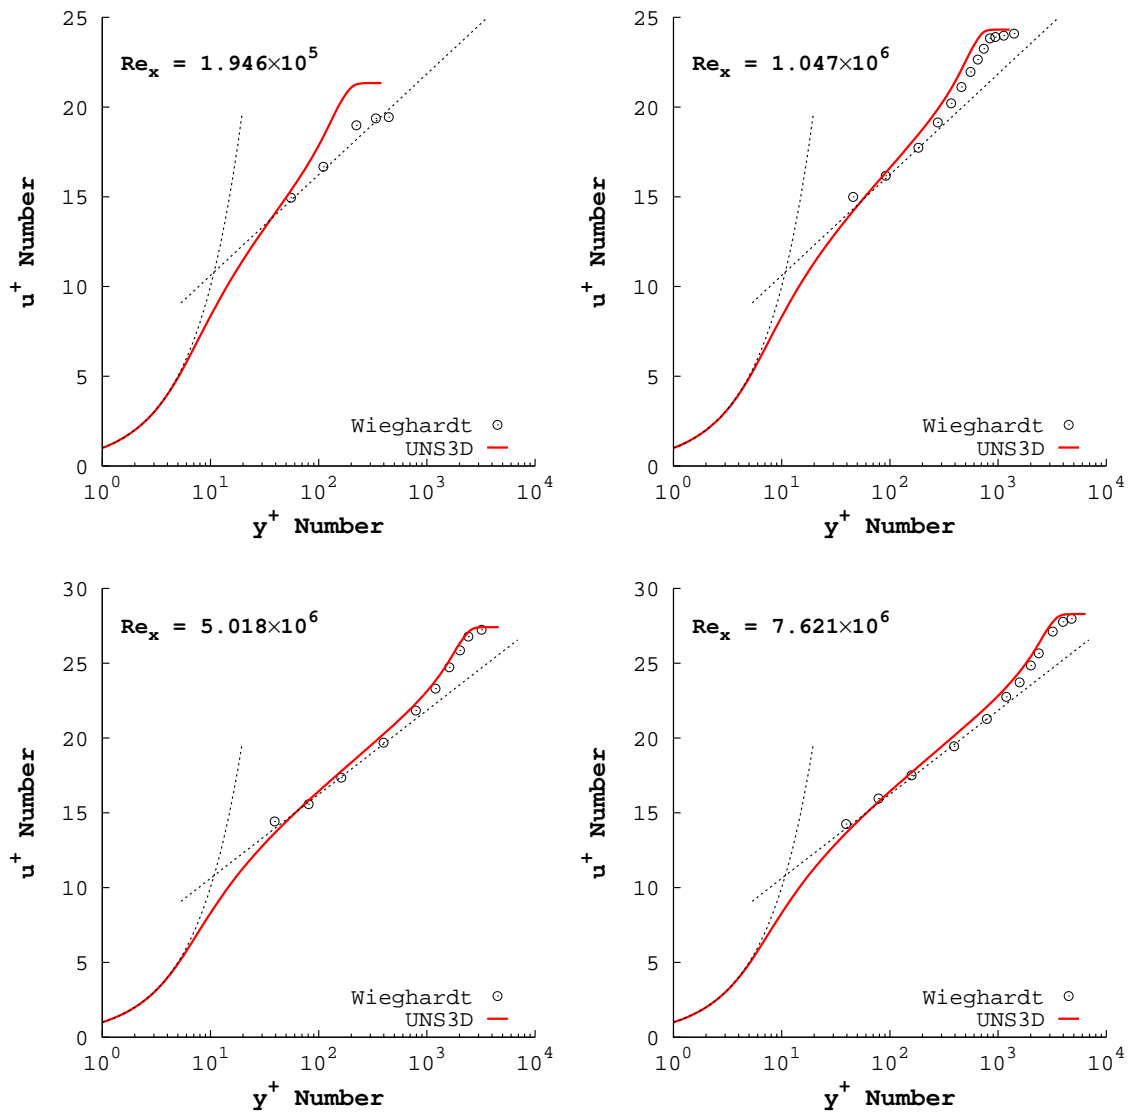 Re_x = 1.946×10^5
u^+ Number
25
20
15
10
5
0
Wieghardt
UNS3D
10^0 10^1 10^2 10^3 10^4
y^+ Number
Re_x = 1.047×10^6
u^+ Number
25
20
15
10
5
0
Wieghardt
UNS3D
10^0 10^1 10^2 10^3 10^4
y^+ Number
Re_x = 5.018×10^6
u^+ Number
30
25
20
15
10
5
0
Wieghardt
UNS3D
10^0 10^1 10^2 10^3 10^4
y^+ Number
Re_x = 7.621×10^6
u^+ Number
30
25
20
15
10
5
0
Wieghardt
UNS3D
10^0 10^1 10^2 10^3 10^4
y^+ Number